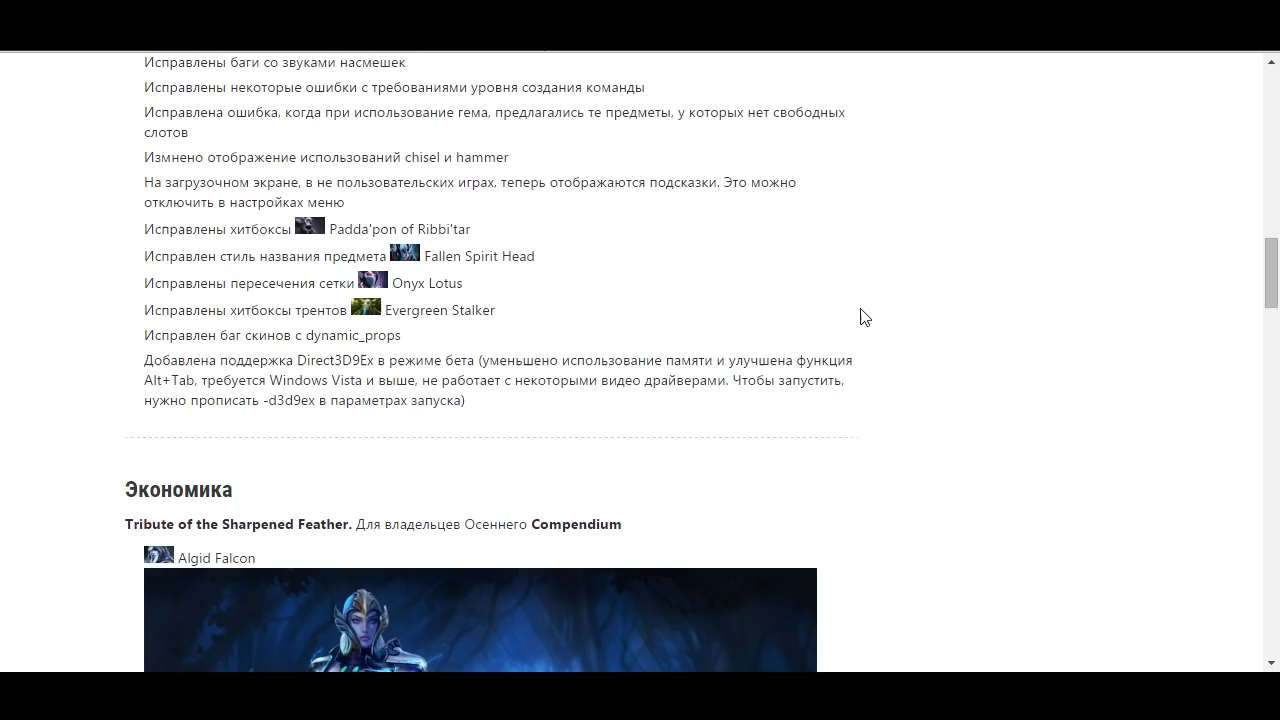 Исправлены баги со звуками насмешек
Исправлены некоторые ошибки с требованиями уровня создания команды
Исправлена ошибка, когда при использование гема, предлагались те предметы, у которых нет свободных
слотов
Измнено отображение использований chisel и hammer
На загрузочном экране, в не пользовательских играх, теперь отображаются подсказки. Это можно
отключить в настройках меню
Исправлены хитбоксы Padda'pon of Ribbi'tar
Исправлен стиль названия предмета Fallen Spirit Head
Исправлены пересечения сетки Onyx Lotus
Исправлены хитбоксы трентов Evergreen Stalker
Исправлен баг скинов с dynamic_props
Добавлена поддержка Direct3D9Ex в режиме бета (уменьшено использование памяти и улучшена функция
Alt+Tab, требуется Windows Vista и выше, не работает с некоторыми видео драйверами. Чтобы запустить,
нужно прописать -d3d9ex в параметрах запуска)
Экономика
Tribute of the Sharpened Feather. Для владельцев Осеннего Compendium
Algid Falcon